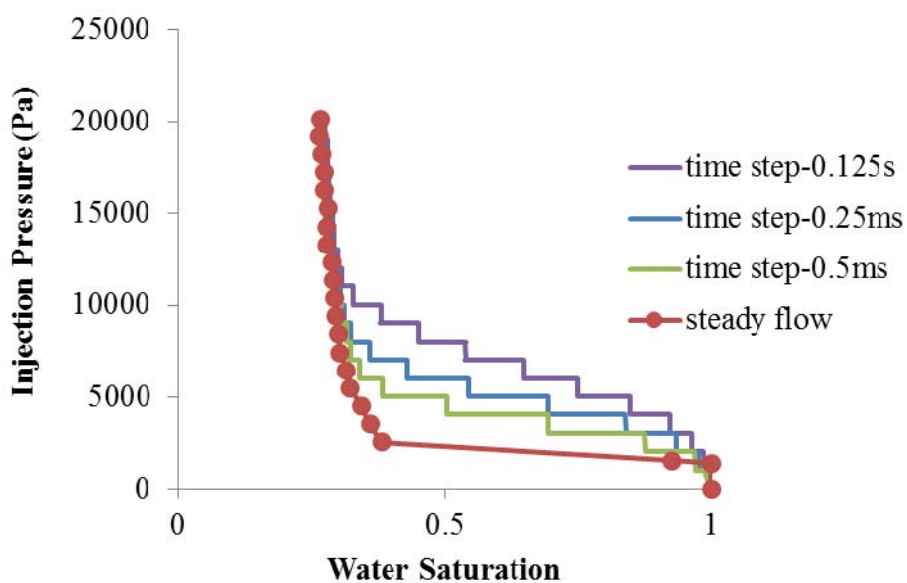 25000
20000
15000
10000
5000
0
Injection Pressure (Pa)
0
0.5
1
Water Saturation
time step-0.125s
time step-0.25ms
time step-0.5ms
steady flow